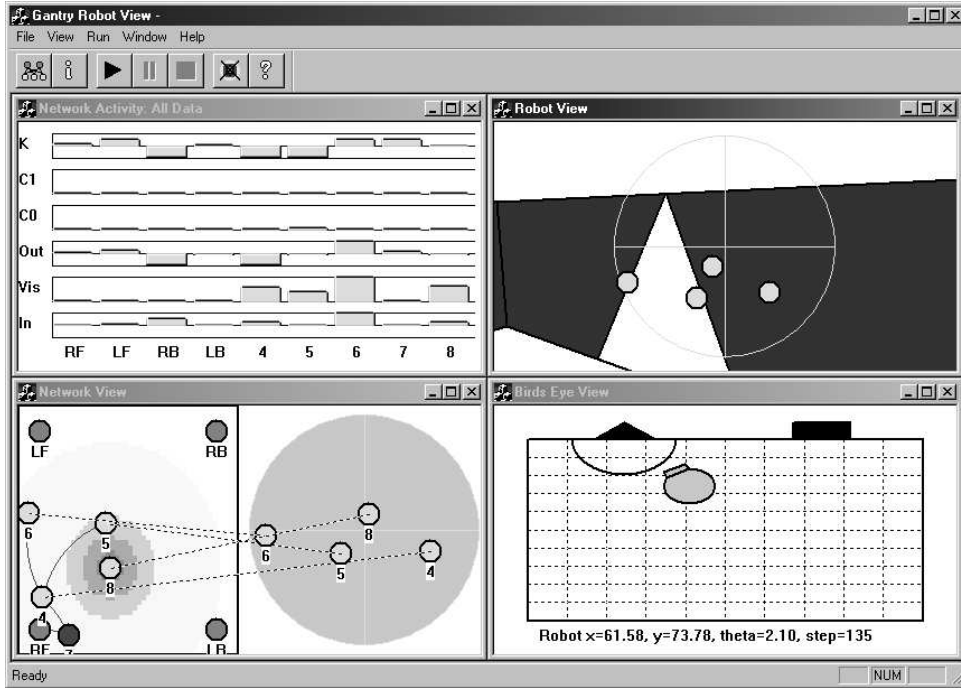 Gantry Robot View -
File View Run Window Help
Network Activity: All Data
K
C1
C0
Out
Vis
In
RF LF RB LB 4 5 6 7 8
Robot View
Network View
LF RB
6 5
8
4
RF 7 LB
8
6 5 4
Birds Eye View
Robot x=61.58, y=73.78, theta=2.10, step=135
Ready
NUM